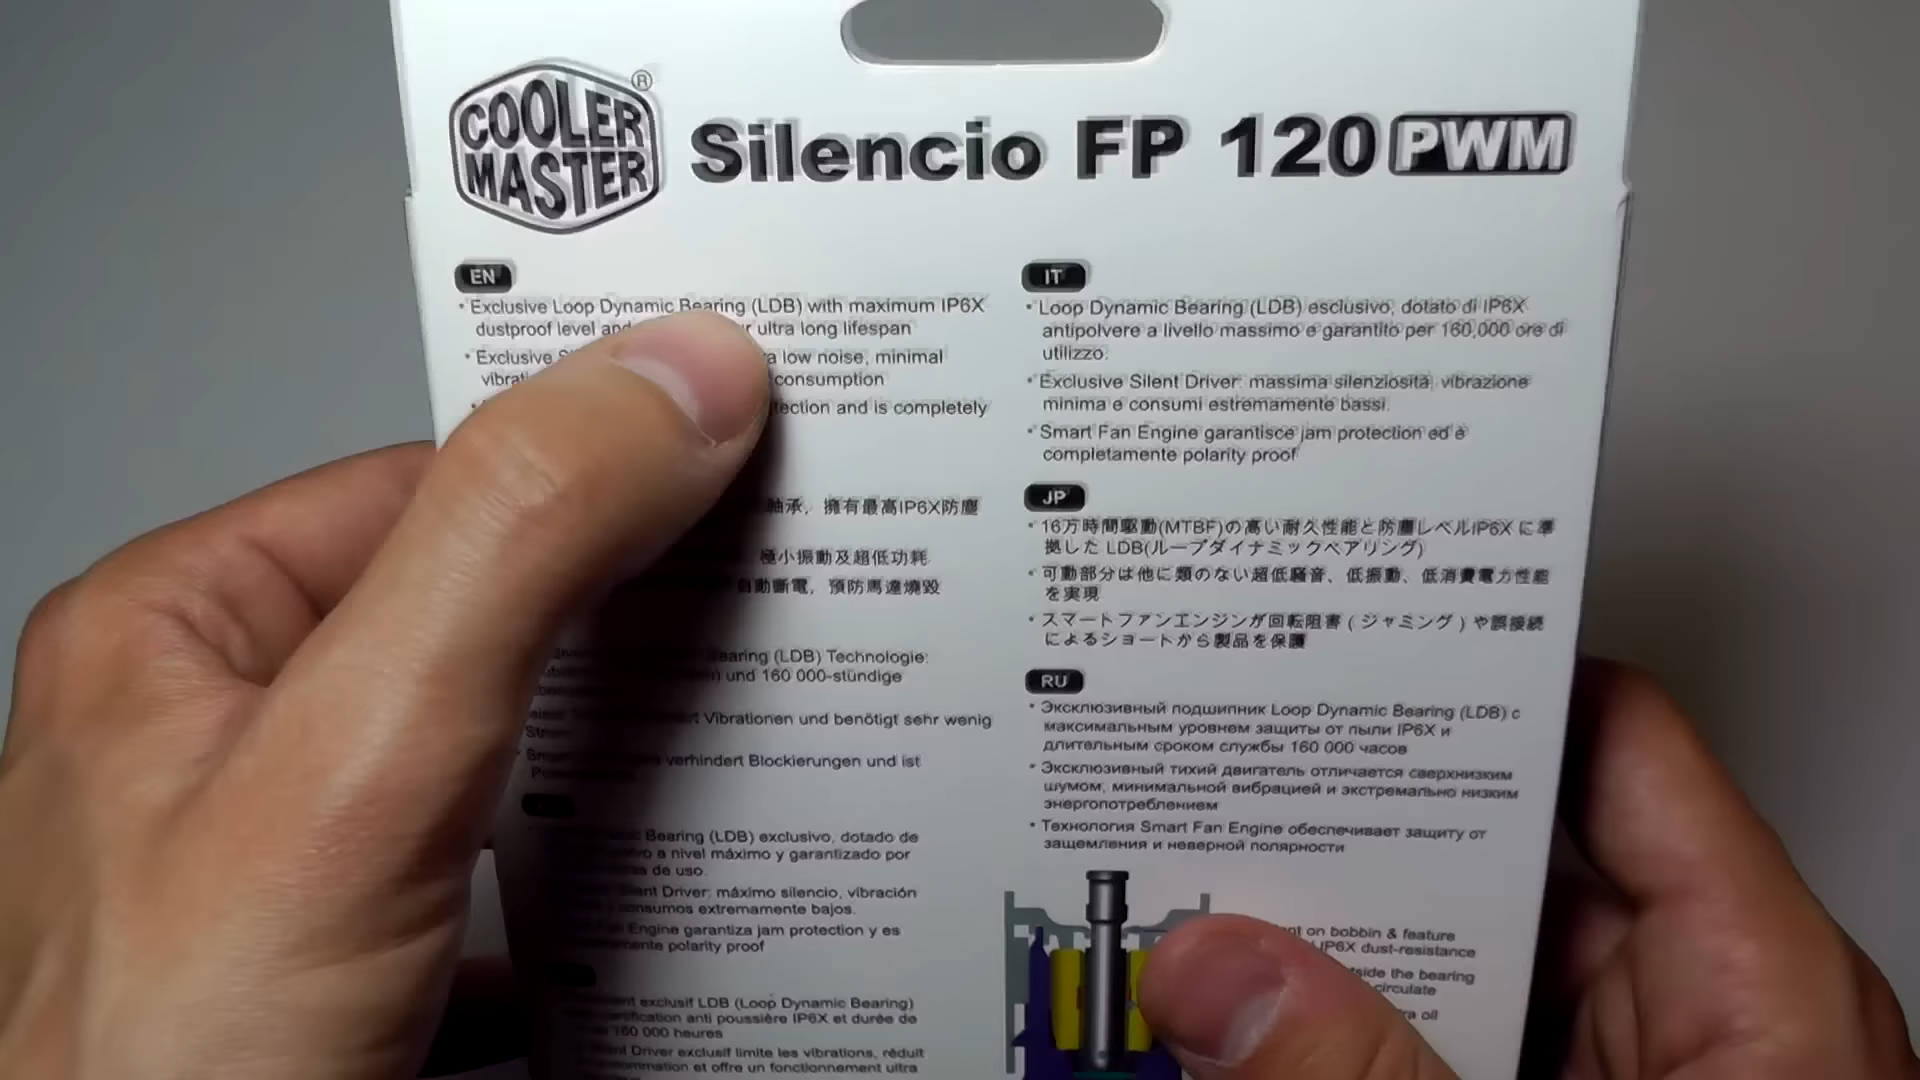 COOLER
MASTER
®
Silencio FP 120 PWM
EN
• Exclusive Loop Dynamic Bearing (LDB) with maximum IP6X
dustproof level and ultra long lifespan
• Exclusive low noise, minimal
consumption
and is completely
軸承，擁有最高IP6X防塵
極小振動及超低功耗
自動斷電，預防馬達燒毀
(LDB) Technologie:
und 160 000-stündige
Vibrationen und benötigt sehr wenig
verhindert Blockierungen und ist
Bearing (LDB) exclusivo, dotado de
a nivel máximo y garantizado por
de uso.
Driver: máximo silencio, vibración
consumos extremamente bajos.
Engine garantiza jam protection y es
polarity proof
exclusif LDB (Loop Dynamic Bearing)
anti poussière IP6X et durée de
160 000 heures
Driver exclusif limite les vibrations, réduit
et offre un fonctionnement ultra
IT
• Loop Dynamic Bearing (LDB) esclusivo, dotato di IP6X
antipolvere a livello massimo e garantito per 160,000 ore di
utilizzo.
• Exclusive Silent Driver: massima silenziosità, vibrazione
minima e consumi estremamente bassi.
• Smart Fan Engine garantisce jam protection ed è
completamente polarity proof
JP
• 16万時間駆動(MTBF)の高い耐久性能と防塵レベルIP6X に準
拠した LDB(ループダイナミックベアリング)
• 可動部分は他に類のない超低騒音、低振動、低消費電力性能
を実現
• スマートファンエンジンが回転阻害 ( ジャミング ) や誤接続
によるショートから製品を保護
RU
• Эксклюзивный подшипник Loop Dynamic Bearing (LDB) с
максимальным уровнем защиты от пыли IP6X и
длительным сроком службы 160 000 часов
• Эксклюзивный тихий двигатель отличается сверхнизким
шумом, минимальной вибрацией и экстремально низким
энергопотреблением
• Технология Smart Fan Engine обеспечивает защиту от
защемления и неверной полярности
on bobbin & feature
IP6X dust-resistance
the bearing
circulate
oil